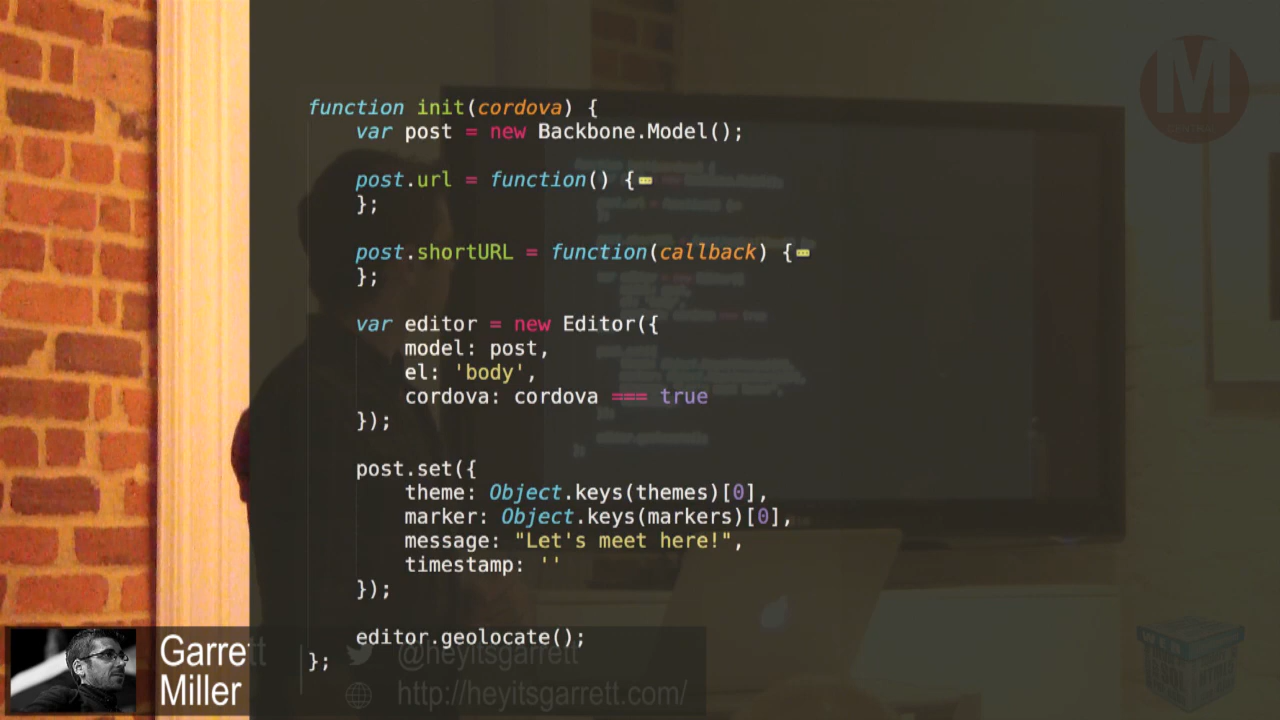 function init(cordova) {
    var post = new Backbone.Model();

    post.url = function() {
    };

    post.shortURL = function(callback) {
    };

    var editor = new Editor({
        model: post,
        el: 'body',
        cordova: cordova === true
    });

    post.set({
        theme: Object.keys(themes)[0],
        marker: Object.keys(markers)[0],
        message: "Let's meet here!",
        timestamp: ''
    });

    editor.geolocate();
};
Garrett
Miller
@heyitsgarrett
http://heyitsgarrett.com/
M
CENTRAL